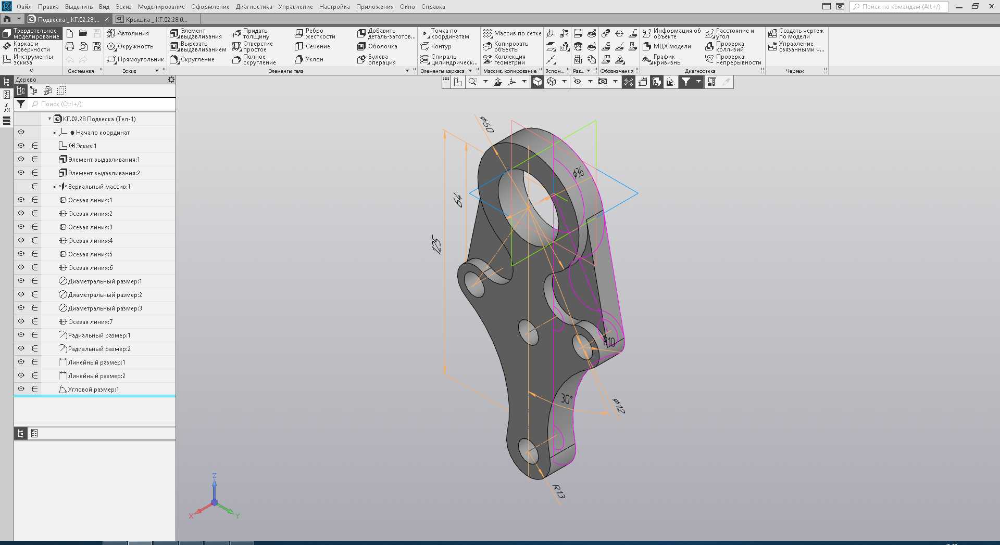 Файл Правка Выделить Вид Эскиз Моделирование Оформление Диагностика Управление Настройка Приложения Окно Справка
Поиск по командам (Alt+/)
Подвеска _ КГ.02.28.... Крышка _ КГ.02.28.0...
Твердотельное моделирование
Каркас и поверхности
Инструменты эскиза
Системная
Автолиния
Окружность
Прямоугольник
Эскиз
Элемент выдавливания
Вырезать выдавливанием
Скругление
Придать толщину
Отверстие простое
Полное скругление
Ребро жесткости
Сечение
Уклон
Добавить деталь-заготов...
Оболочка
Булева операция
Элементы тела
Точка по координатам
Контур
Спираль цилиндрическ...
Элементы каркаса
Массив по сетке
Копировать объекты
Коллекция геометрии
Массив, копирование
Вспом...
Раз...
Обозначения
Информация об объекте
МЦХ модели
График кривизны
Расстояние и угол
Проверка коллизий
Проверка непрерывности
Диагностика
Создать чертеж по модели
Управление связанными ч...
Чертеж
Дерево
Поиск (Ctrl+/)
КГ.02.28 Подвеска (Тел-1)
Начало координат
(+)Эскиз:1
Элемент выдавливания:1
Элемент выдавливания:2
Зеркальный массив:1
Осевая линия:1
Осевая линия:2
Осевая линия:3
Осевая линия:4
Осевая линия:5
Осевая линия:6
Диаметральный размер:1
Диаметральный размер:2
Диаметральный размер:3
Осевая линия:7
Радиальный размер:1
Радиальный размер:2
Линейный размер:1
Линейный размер:2
Угловой размер:1
⌀60
⌀36
64
125
R10
30°
⌀12
R13
Z
X
Y